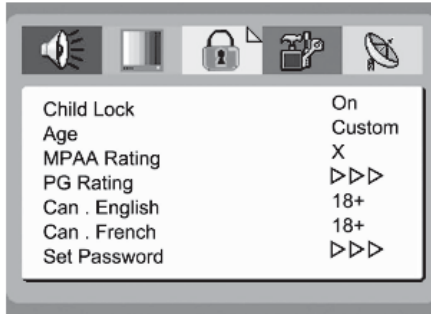 Child Lock On
Age Custom
MPAA Rating X
PG Rating ▷▷▷
Can . English 18+
Can . French 18+
Set Password ▷▷▷